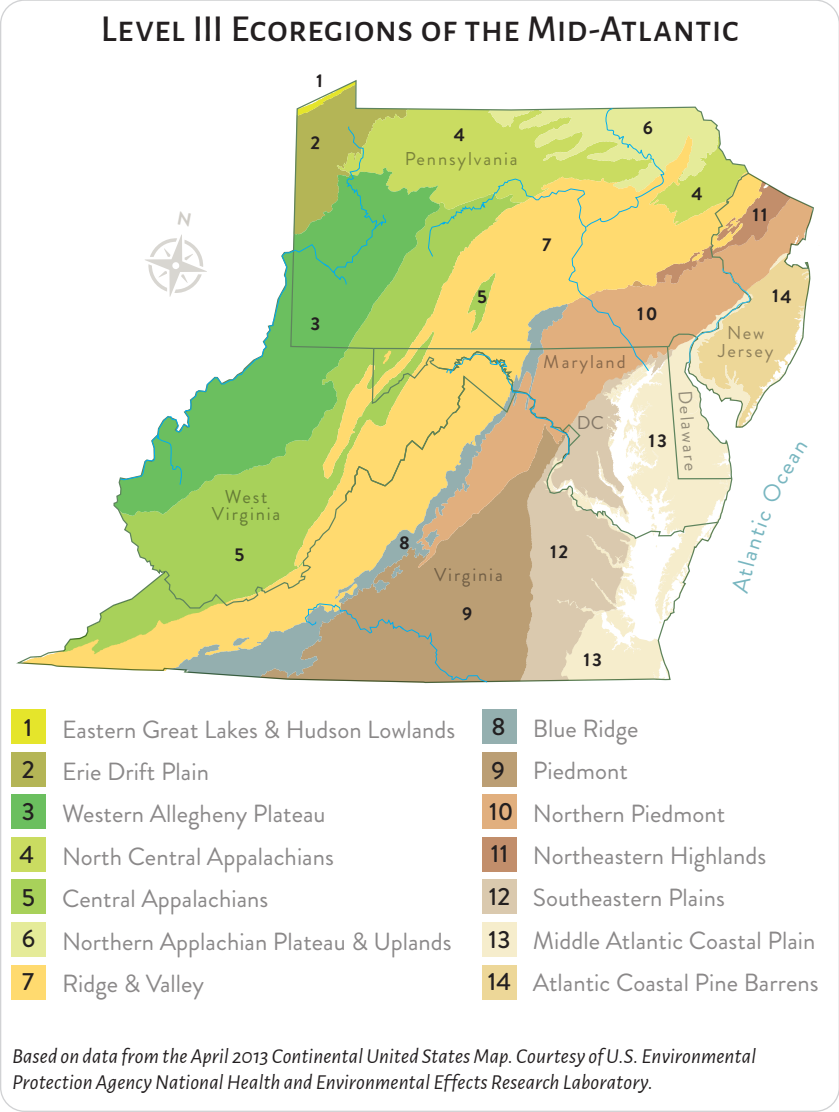 Level III Ecoregions of the Mid-Atlantic
1
2
4
6
Pennsylvania
4
11
N
7
14
5
10
3
New
Jersey
Maryland
Delaware
DC
13
Atlantic Ocean
West
Virginia
5
8
12
Virginia
9
13
1 Eastern Great Lakes & Hudson Lowlands
2 Erie Drift Plain
3 Western Allegheny Plateau
4 North Central Appalachians
5 Central Appalachians
6 Northern Applachian Plateau & Uplands
7 Ridge & Valley
8 Blue Ridge
9 Piedmont
10 Northern Piedmont
11 Northeastern Highlands
12 Southeastern Plains
13 Middle Atlantic Coastal Plain
14 Atlantic Coastal Pine Barrens
Based on data from the April 2013 Continental United States Map. Courtesy of U.S. Environmental
Protection Agency National Health and Environmental Effects Research Laboratory.